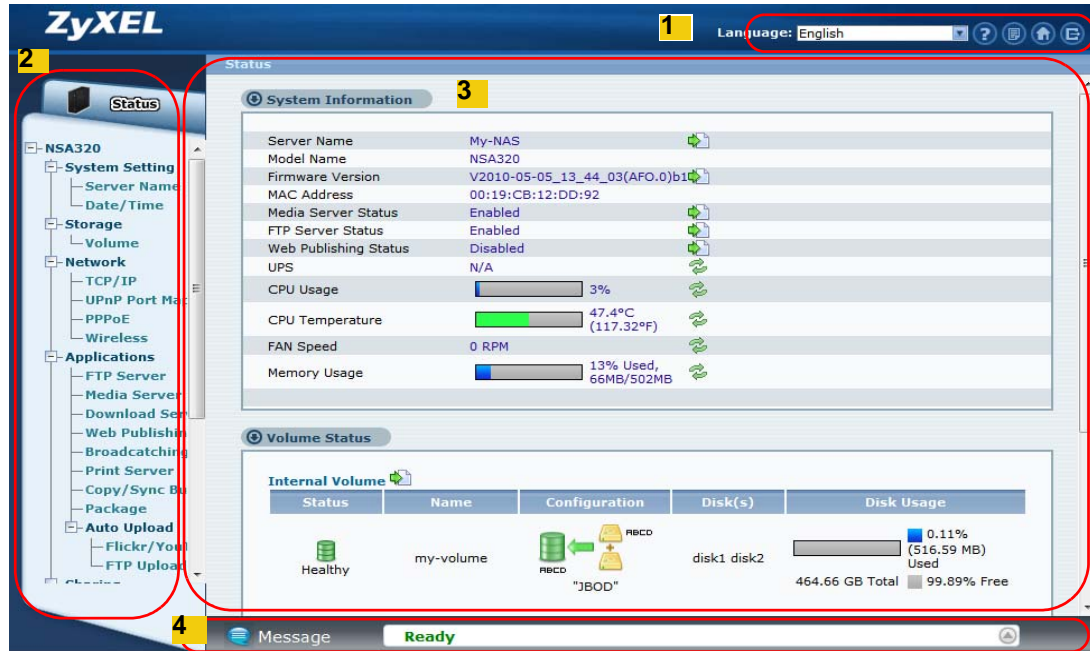 ZyXEL
1
Language: English
2
Status
Status
3
System Information
NSA320
System Setting
Server Name
Date/Time
Storage
Volume
Network
TCP/IP
UPnP Port Ma
PPPoE
Wireless
Applications
FTP Server
Media Server
Download Ser
Web Publishin
Broadcatching
Print Server
Copy/Sync Bu
Package
Auto Upload
Flickr/You
FTP Upload
Server Name My-NAS
Model Name NSA320
Firmware Version V2010-05-05_13_44_03(AFO.0)b1
MAC Address 00:19:CB:12:DD:92
Media Server Status Enabled
FTP Server Status Enabled
Web Publishing Status Disabled
UPS N/A
CPU Usage 3%
CPU Temperature 47.4°C
(117.32°F)
FAN Speed 0 RPM
Memory Usage 13% Used,
66MB/502MB
Volume Status
Internal Volume
Status Name Configuration Disk(s) Disk Usage
Healthy my-volume ABCD ABCD "JBOD" disk1 disk2
0.11%
(516.59 MB)
Used
464.66 GB Total 99.89% Free
4
Message Ready